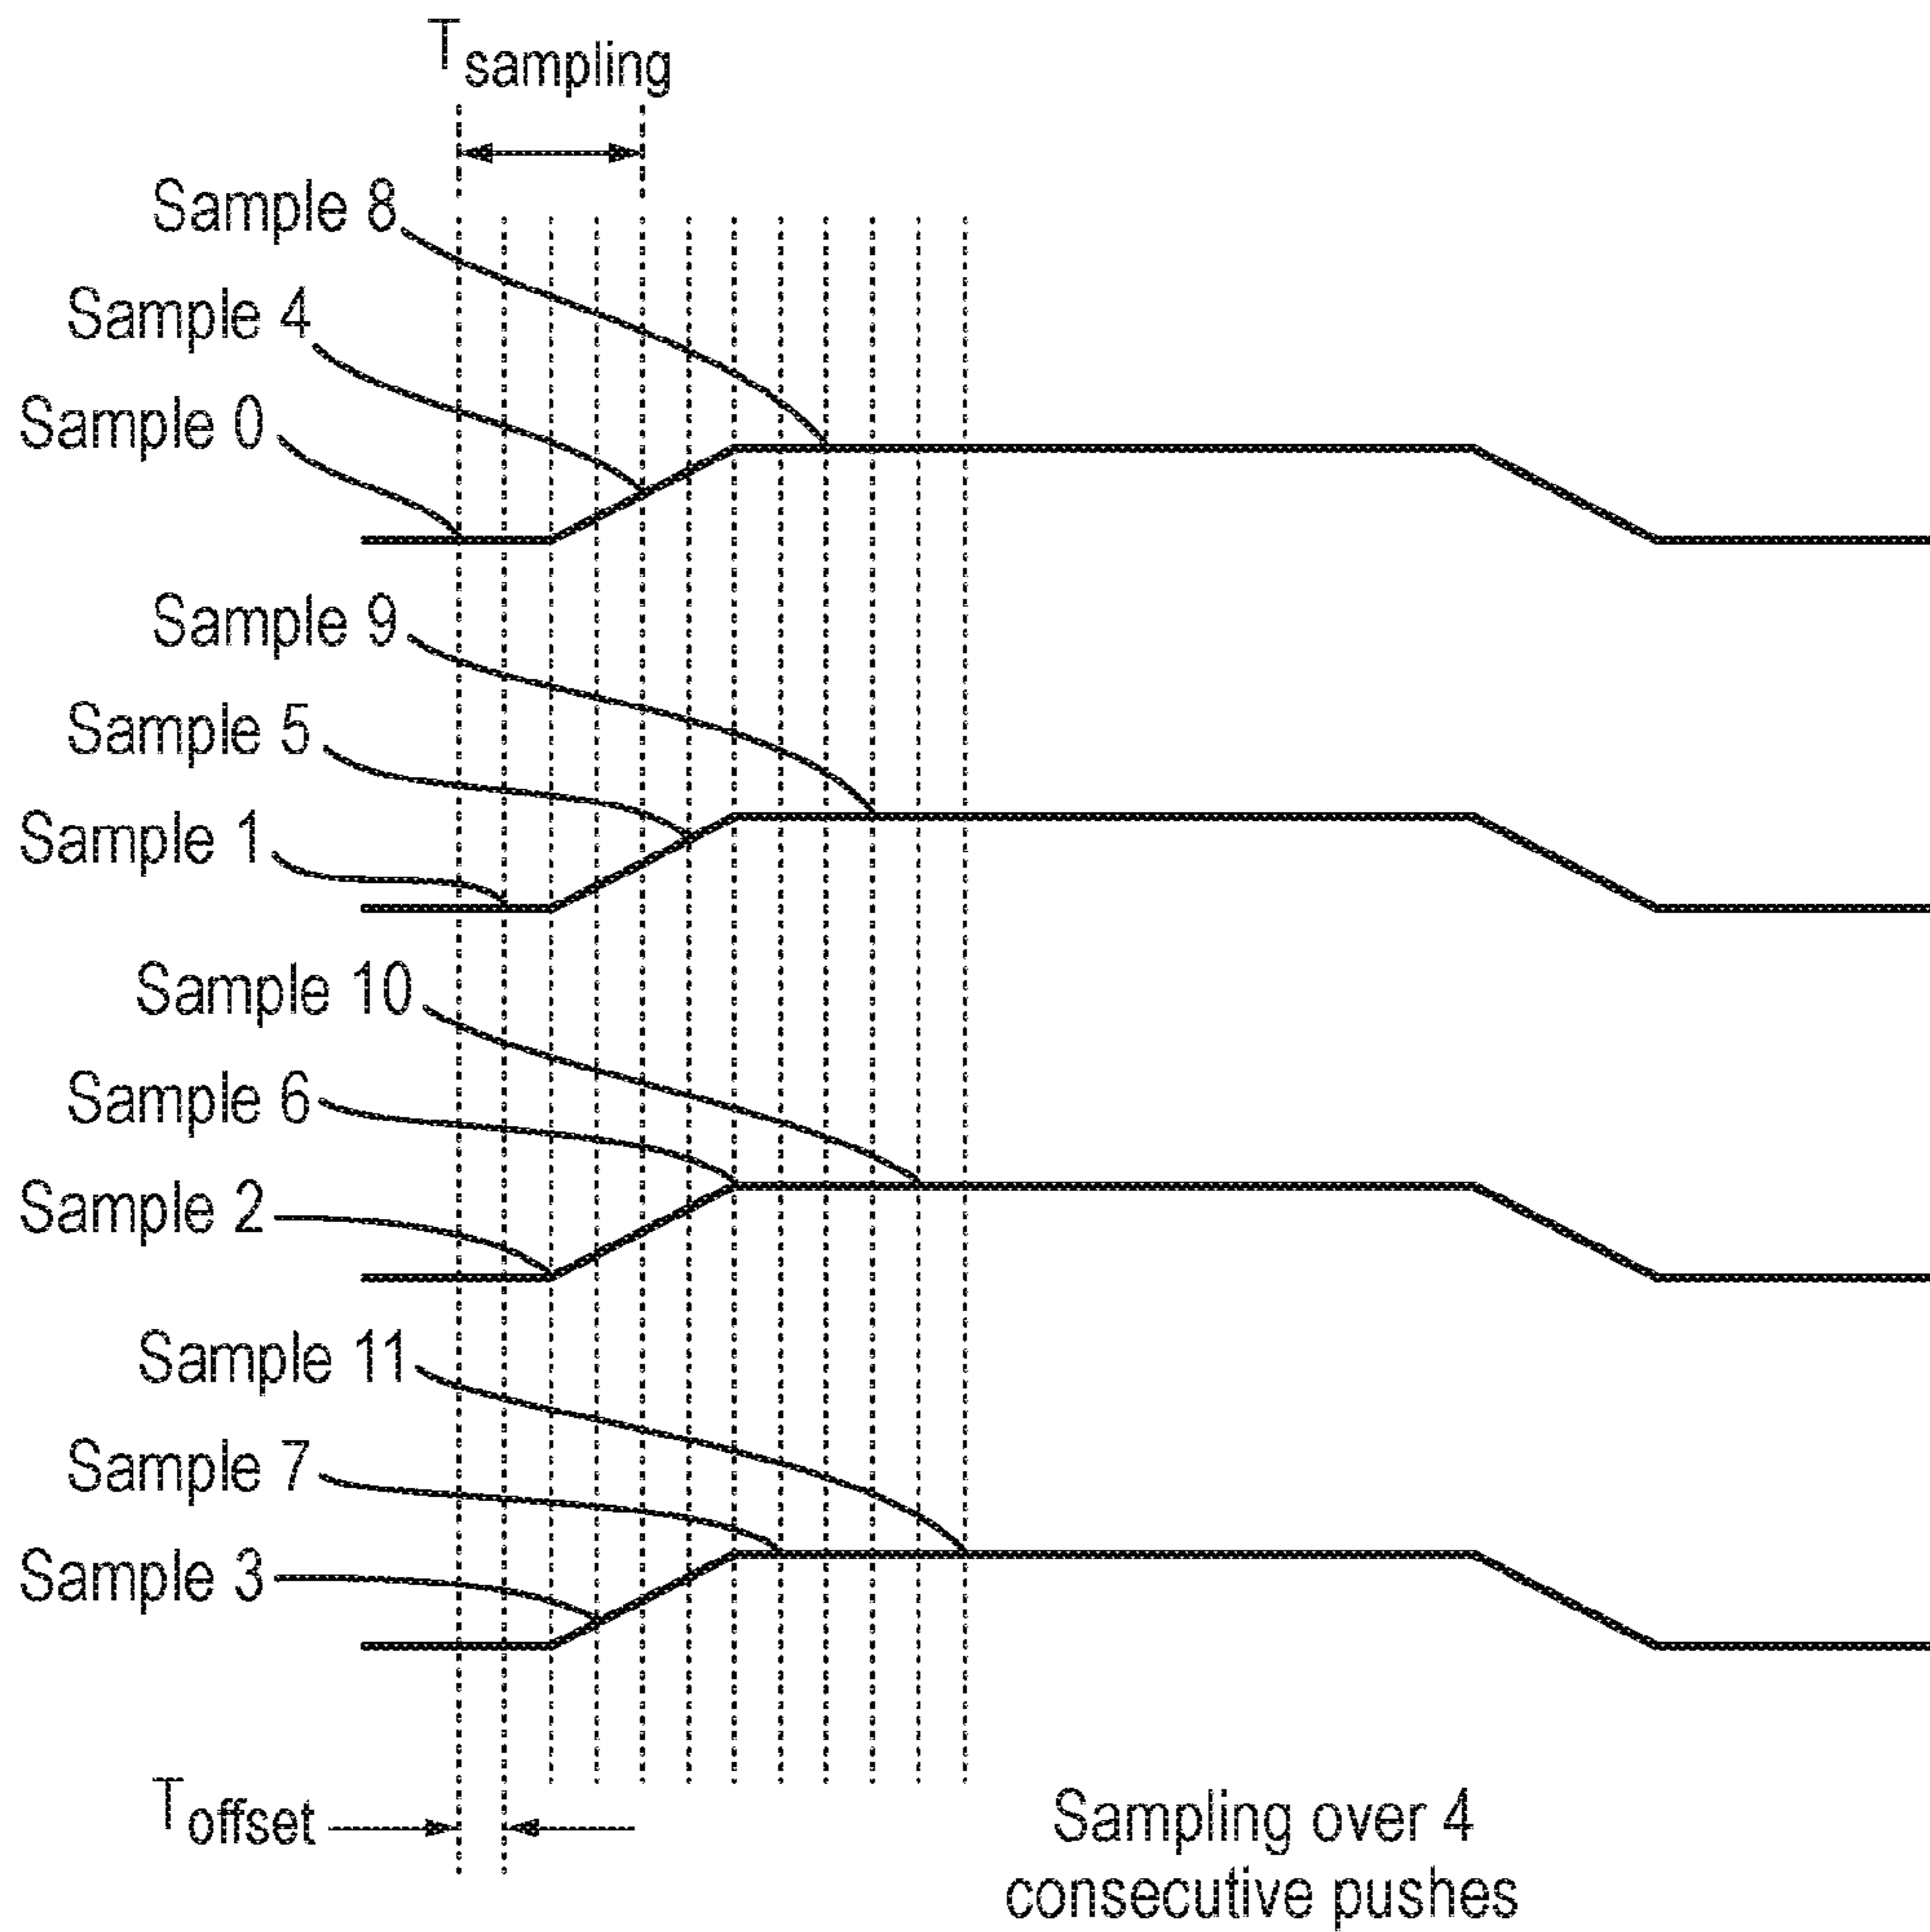 Tsampling
Sample 8
Sample 4
Sample 0
Sample 9
Sample 5
Sample 1
Sample 10
Sample 6
Sample 2
Sample 11
Sample 7
Sample 3
Toffset
Sampling over 4
consecutive pushes